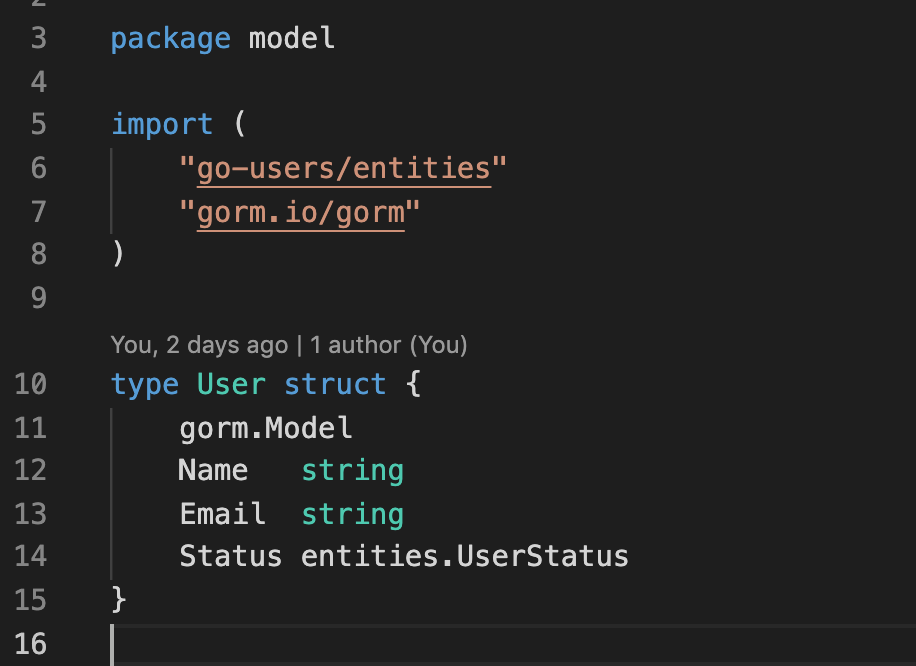 2
3 package model
4
5 import (
6 "go-users/entities"
7 "gorm.io/gorm"
8 )
9
You, 2 days ago | 1 author (You)
10 type User struct {
11 gorm.Model
12 Name string
13 Email string
14 Status entities.UserStatus
15 }
16